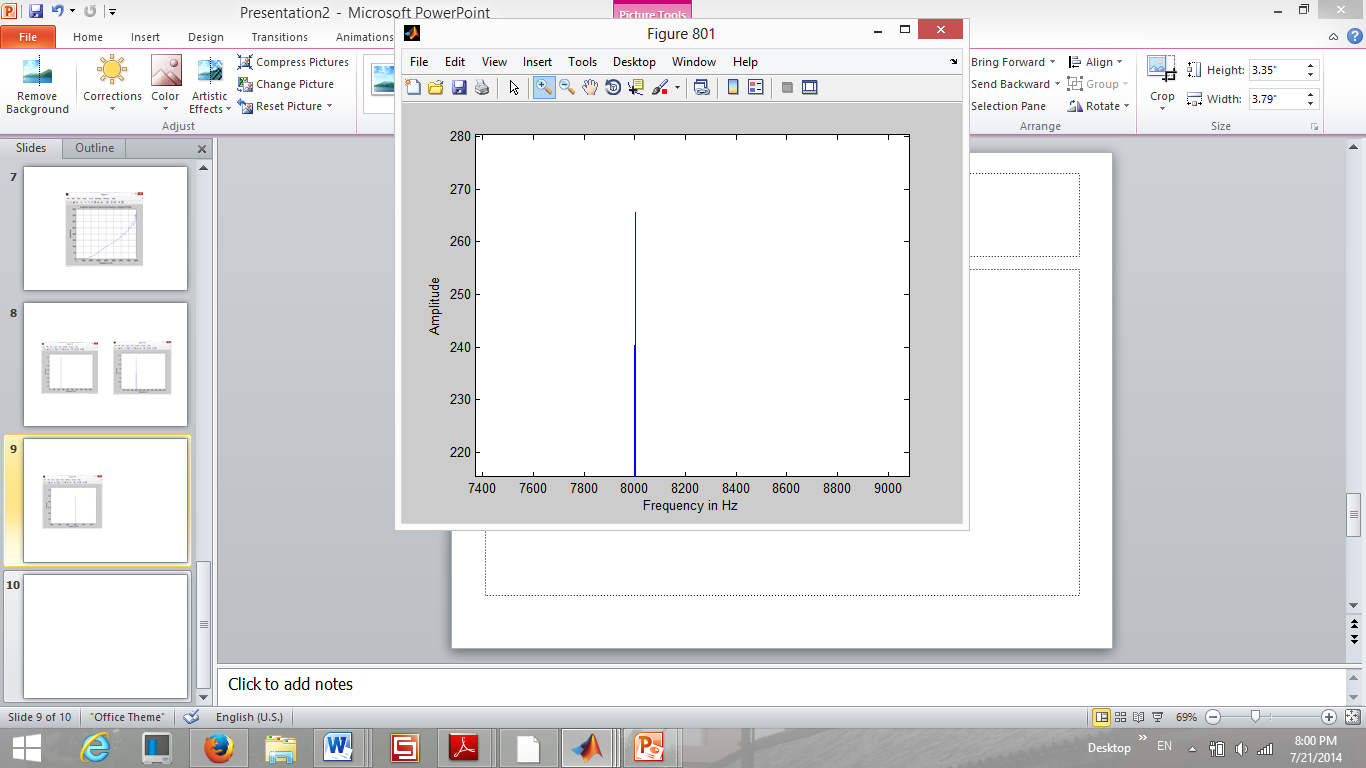 Presentation2 - Microsoft PowerPoint
Picture Tools
File Home Insert Design Transitions Animations
Remove Background
Corrections
Color
Artistic Effects
Compress Pictures
Change Picture
Reset Picture
Adjust
Bring Forward
Send Backward
Selection Pane
Align
Group
Rotate
Arrange
Crop
Height: 3.35"
Width: 3.79"
Size
Slides Outline
7
8
9
10
Figure 801
File Edit View Insert Tools Desktop Window Help
280
270
260
250
240
230
220
Amplitude
7400 7600 7800 8000 8200 8400 8600 8800 9000
Frequency in Hz
Click to add notes
Slide 9 of 10 "Office Theme" English (U.S.) 69%
Desktop EN 8:00 PM
7/21/2014